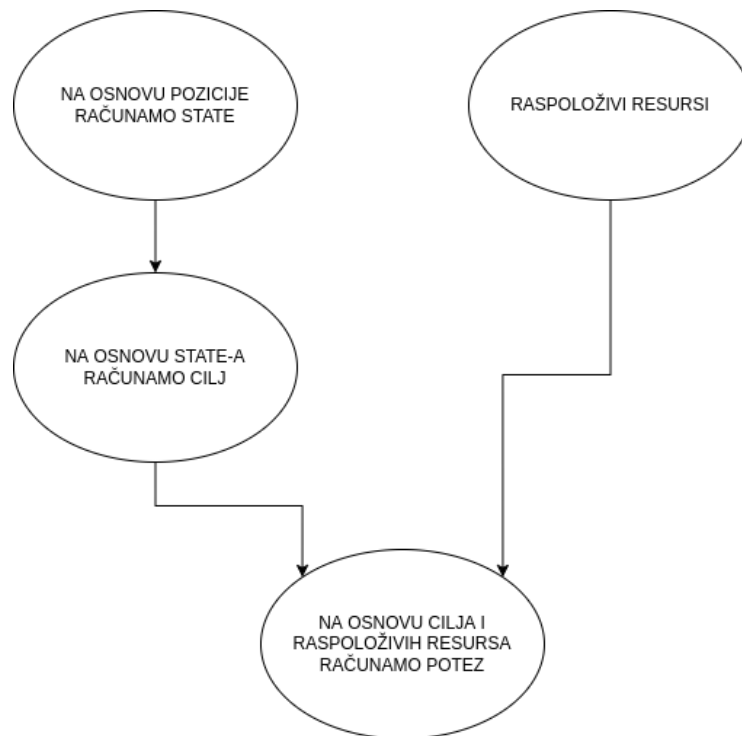 NA OSNOVU POZICIJE
RAČUNAMO STATE
RASPOLOŽIVI RESURSI
NA OSNOVU STATE-A
RAČUNAMO CILJ
NA OSNOVU CILJA I
RASPOLOŽIVIH RESURSA
RAČUNAMO POTEZ